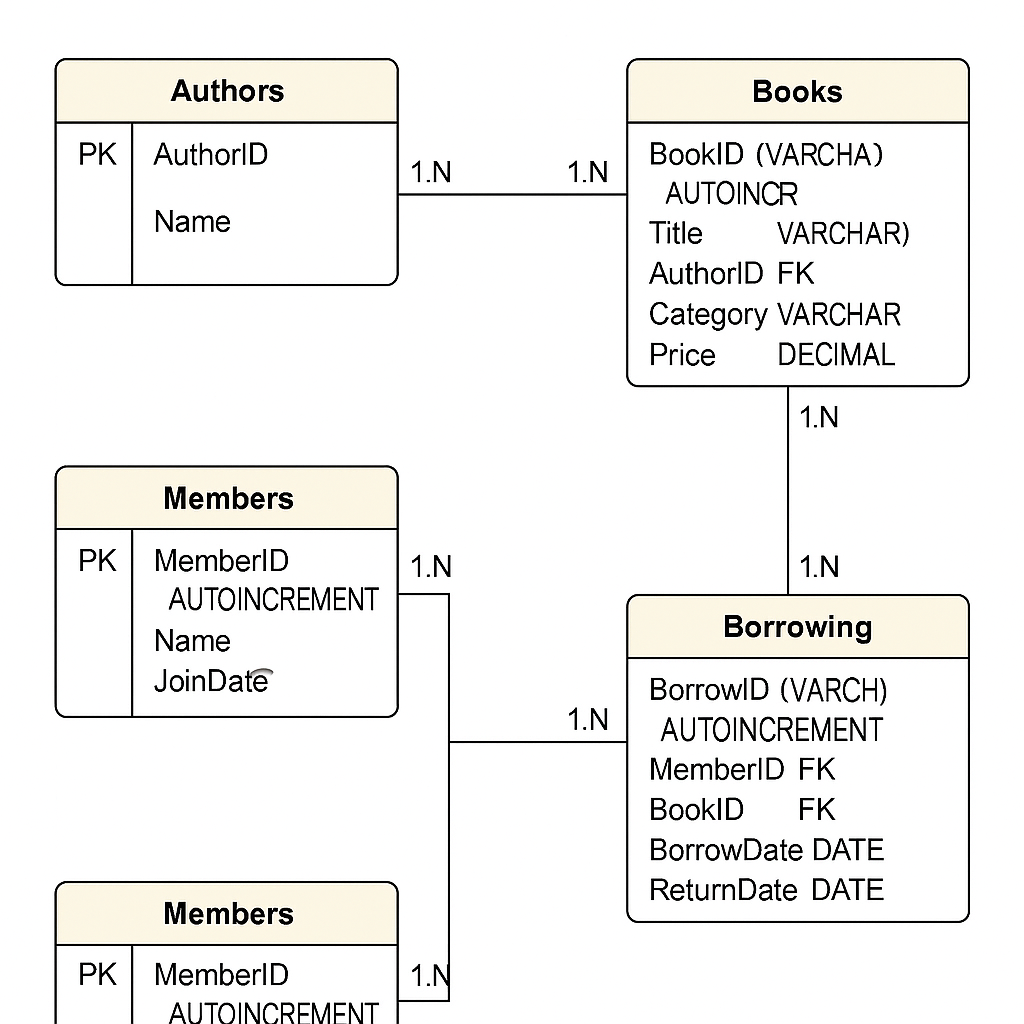 Authors
PK AuthorID
Name
1.N
1.N
Books
BookID (VARCHA)
AUTOINCR
Title VARCHAR)
AuthorID FK
Category VARCHAR
Price DECIMAL
1.N
1.N
Members
PK MemberID
AUTOINCREMENT
Name
JoinDate
1.N
1.N
Borrowing
BorrowID (VARCH)
AUTOINCREMENT
MemberID FK
BookID FK
BorrowDate DATE
ReturnDate DATE
Members
PK MemberID
AUTOINCREMENT
1.N